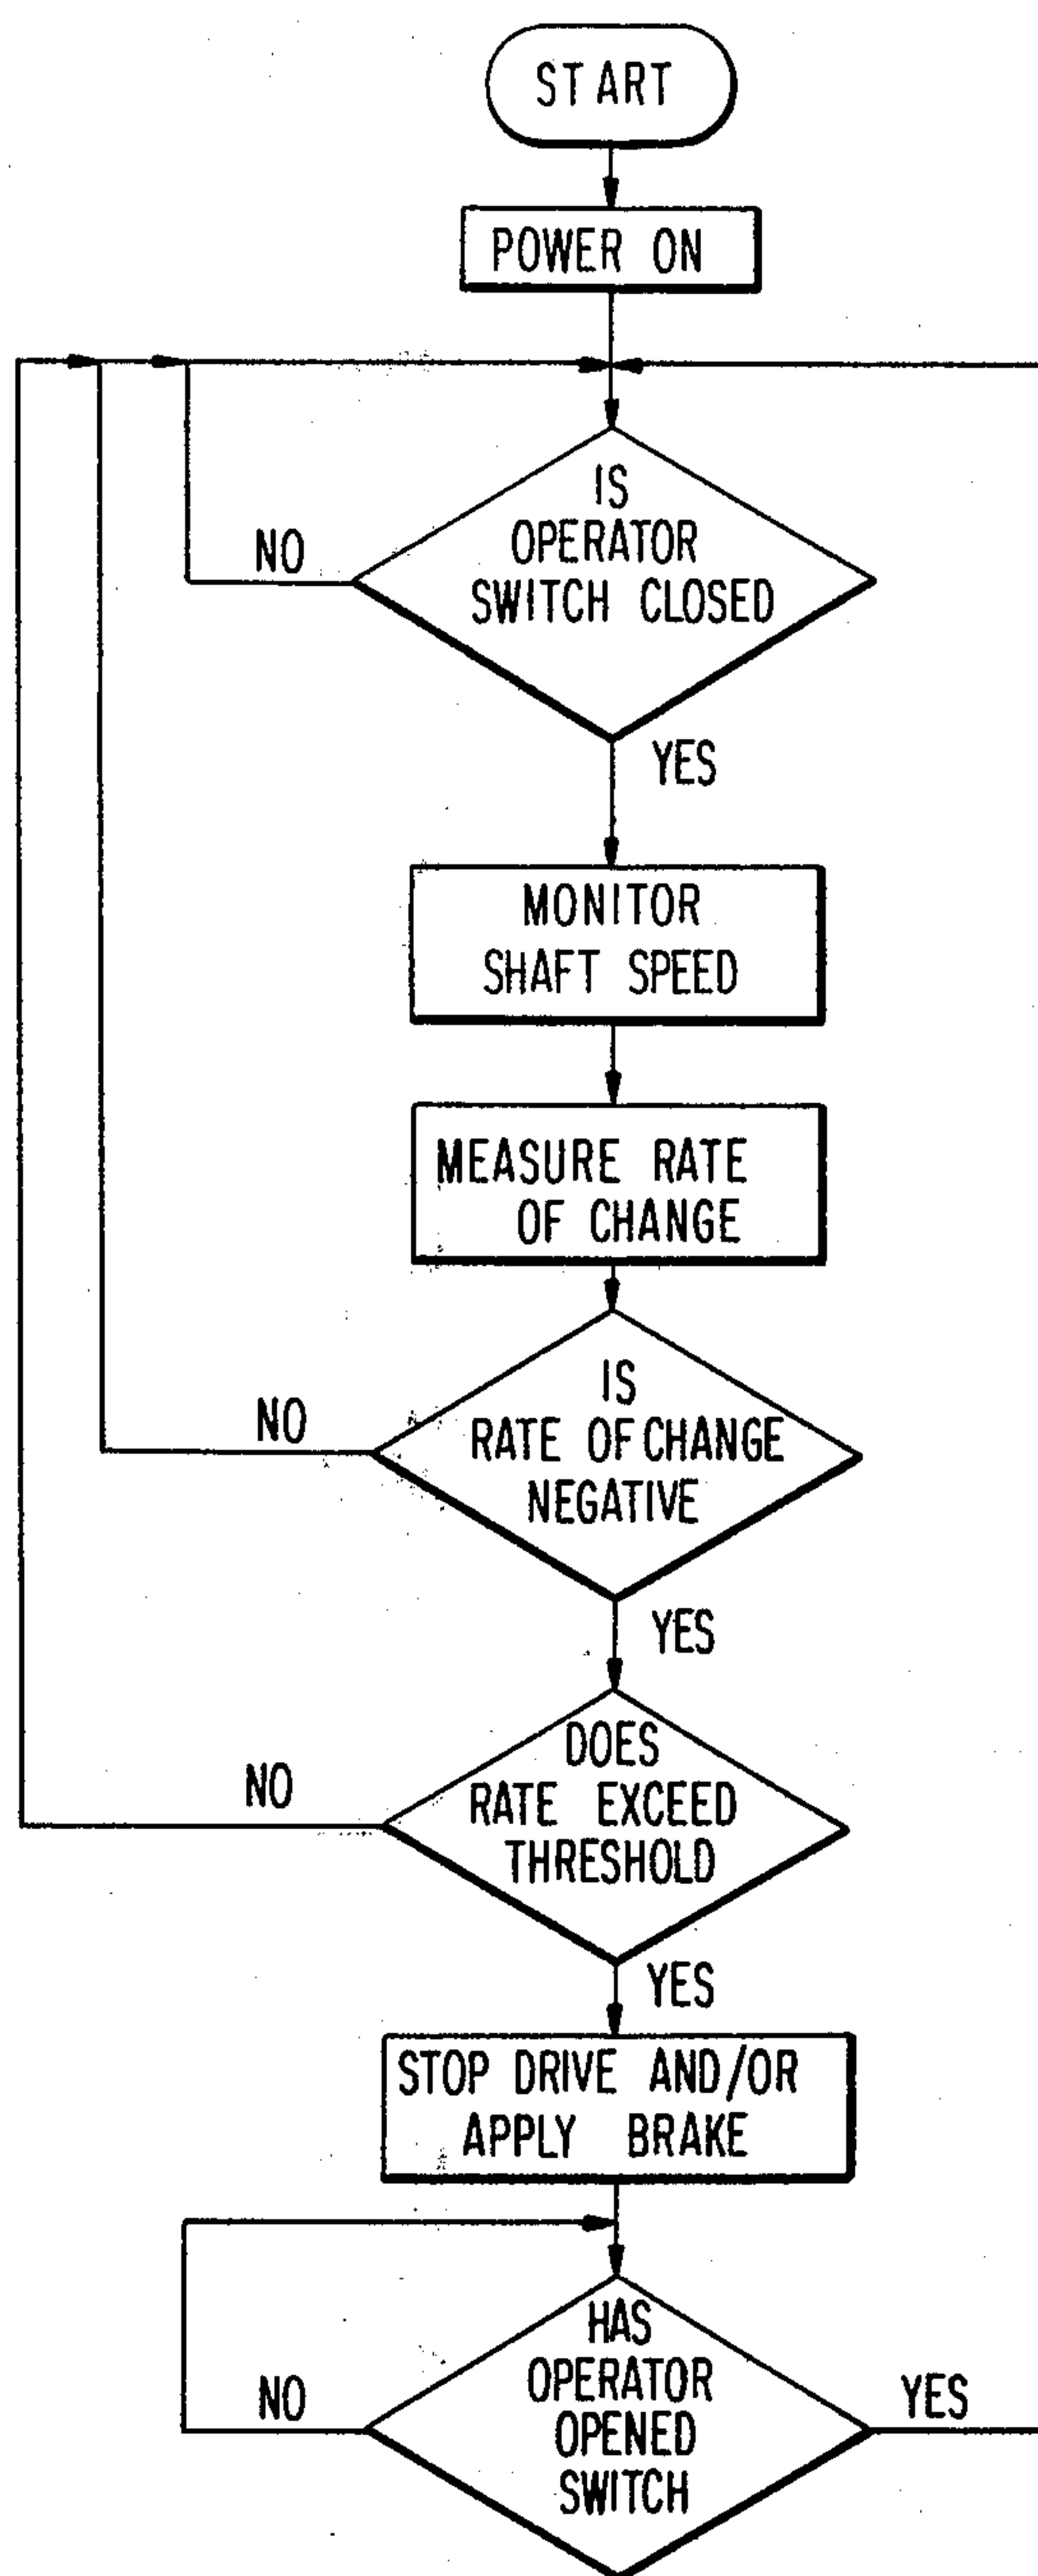 START
POWER ON
IS
OPERATOR
SWITCH CLOSED
NO
YES
MONITOR
SHAFT SPEED
MEASURE RATE
OF CHANGE
IS
RATE OF CHANGE
NEGATIVE
NO
YES
DOES
RATE EXCEED
THRESHOLD
NO
YES
STOP DRIVE AND/OR
APPLY BRAKE
HAS
OPERATOR
OPENED
SWITCH
NO
YES